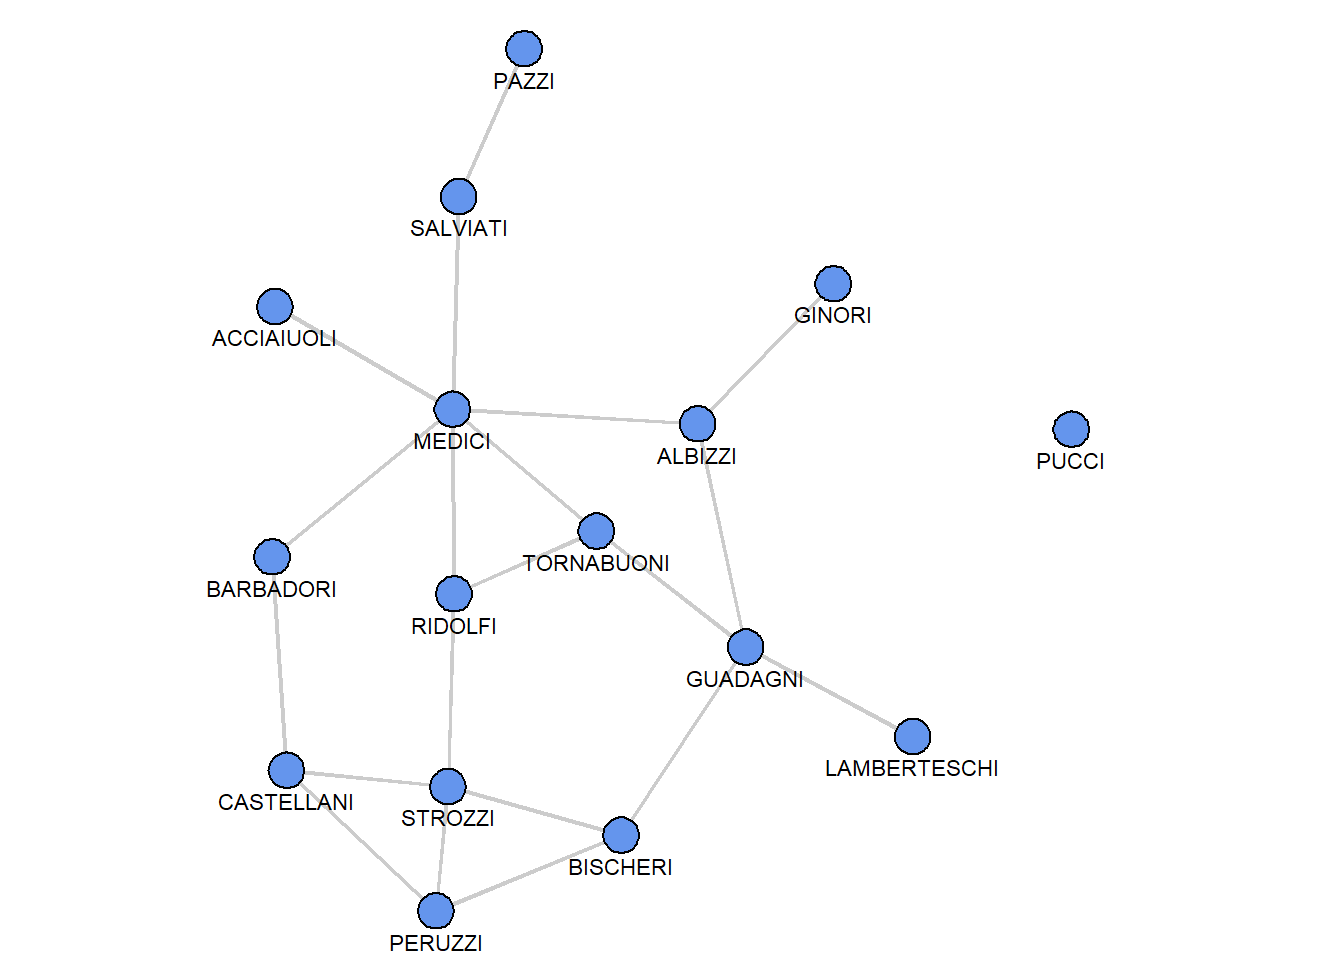 PAZZI
SALVIATI
GINORI
ACCIAIUOLI
MEDICI
ALBIZZI
PUCCI
TORNABUONI
BARBADORI
RIDOLFI
GUADAGNI
LAMBERTESCHI
CASTELLANI
STROZZI
BISCHERI
PERUZZI